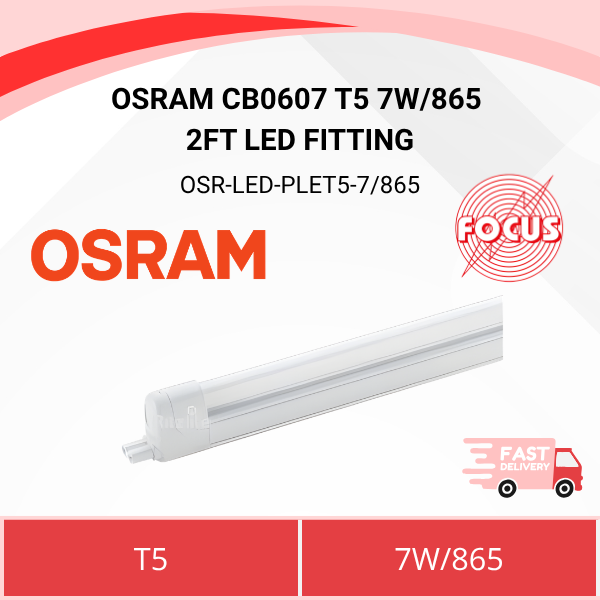 OSRAM CB0607 T5 7W/865
2FT LED FITTING
OSR-LED-PLET5-7/865
OSRAM
FOCUS
FAST
DELIVERY
T5
7W/865